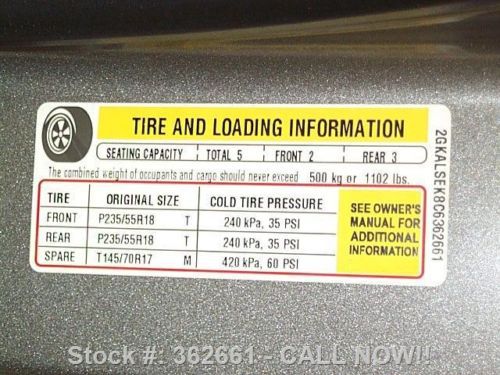 TIRE AND LOADING INFORMATION
SEATING CAPACITY TOTAL 5 FRONT 2 REAR 3
The combined weight of occupants and cargo should never exceed 500 kg or 1102 lbs.
TIRE ORIGINAL SIZE COLD TIRE PRESSURE
FRONT P235/55R18 T 240 kPa, 35 PSI
REAR P235/55R18 T 240 kPa, 35 PSI
SPARE T145/70R17 M 420 kPa, 60 PSI
SEE OWNER'S
MANUAL FOR
ADDITIONAL
INFORMATION
2GKALSEK8C6362661
Stock #: 362661 - CALL NOW!!